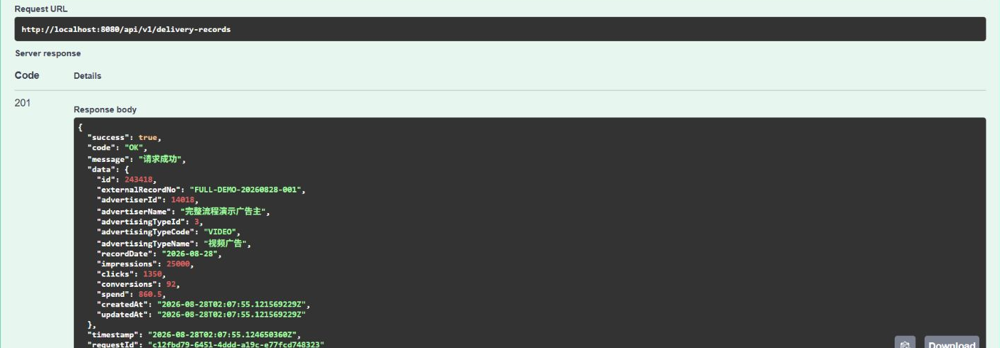 Request URL
http://localhost:8080/api/v1/delivery-records
Server response
Code Details
201
Response body
{
"success": true,
"code": "OK",
"message": "请求成功",
"data": {
"id": 243418,
"externalRecordNo": "FULL-DEMO-20260828-001",
"advertiserId": 14018,
"advertiserName": "完整流程演示广告主",
"advertisingTypeId": 3,
"advertisingTypeCode": "VIDEO",
"advertisingTypeName": "视频广告",
"recordDate": "2026-08-28",
"impressions": 25000,
"clicks": 1350,
"conversions": 92,
"spend": 860.5,
"createdAt": "2026-08-28T02:07:55.121569229Z",
"updatedAt": "2026-08-28T02:07:55.121569229Z"
},
"timestamp": "2026-08-28T02:07:55.124650360Z",
"requestId": "c12fbd79-6451-4ddd-a19c-e77fcd748323"
Download